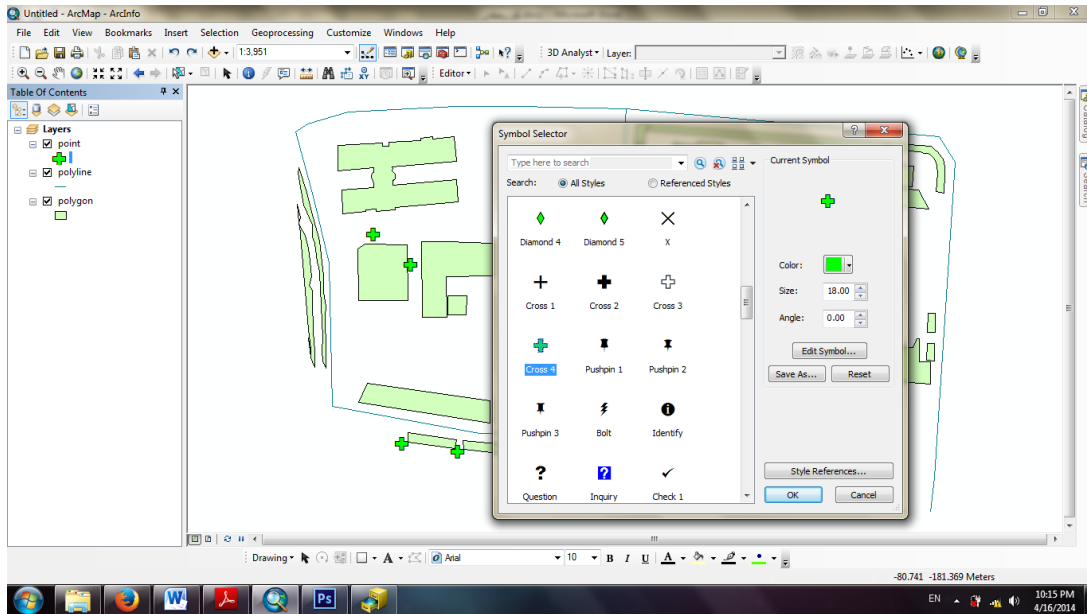 Untitled - ArcMap - ArcInfo
File Edit View Bookmarks Insert Selection Geoprocessing Customize Windows Help
1:3,951
3D Analyst Layer:
Editor
Table Of Contents
Layers
point
polyline
polygon
Symbol Selector
Type here to search
Search: All Styles Referenced Styles
Diamond 4 Diamond 5 X
Cross 1 Cross 2 Cross 3
Cross 4 Pushpin 1 Pushpin 2
Pushpin 3 Bolt Identify
Question Inquiry Check 1
Current Symbol
Color:
Size: 18.00
Angle: 0.00
Edit Symbol...
Save As... Reset
Style References...
OK Cancel
Drawing A Arial 10 B I U A
-80.741 -181.369 Meters
W Ps EN 10:15 PM
4/16/2014